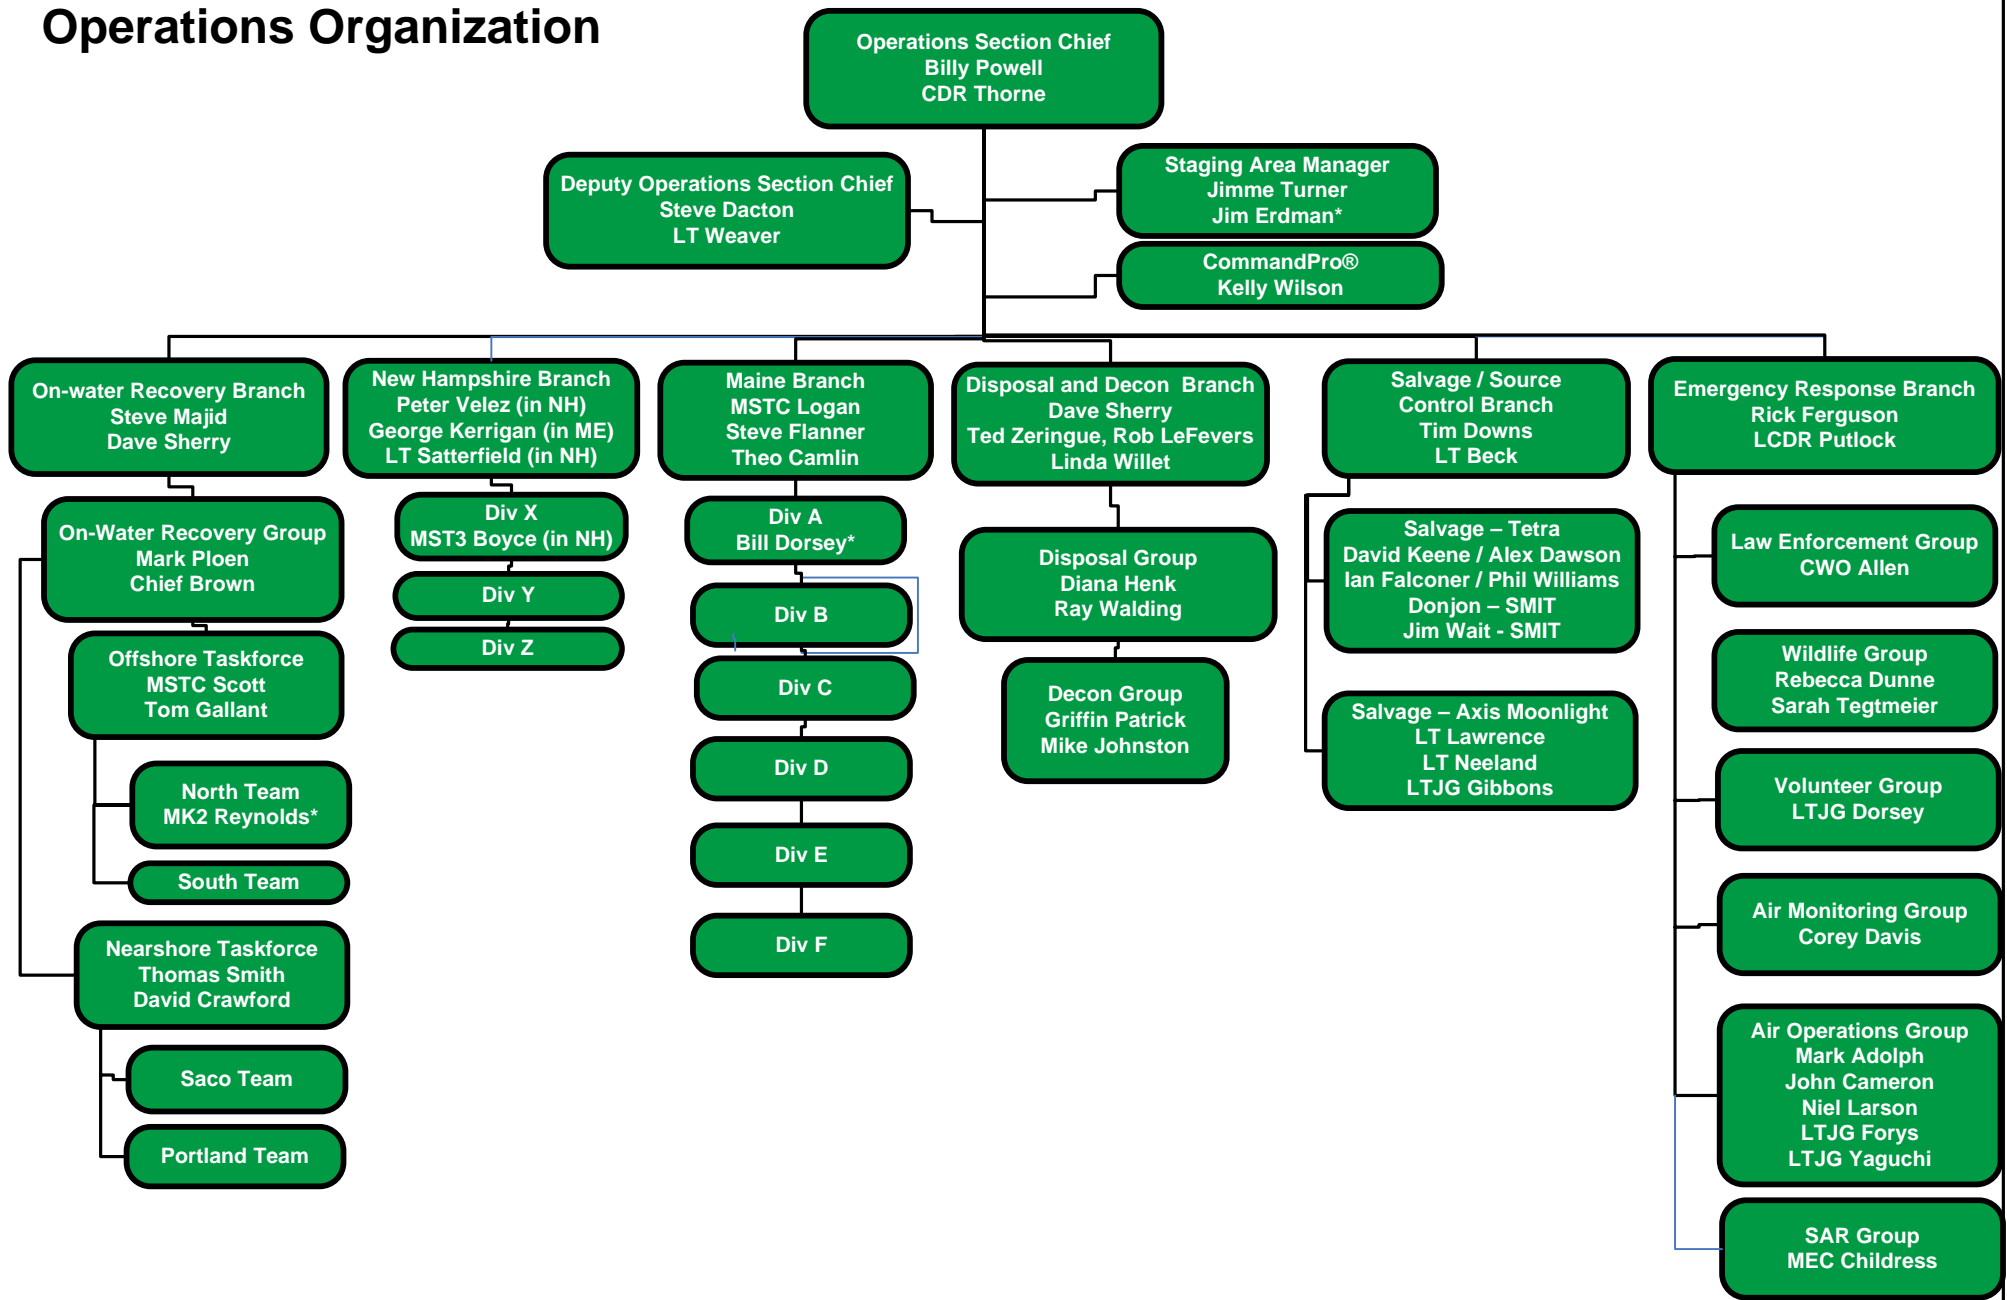 Operations Organization
Operations Section Chief
Billy Powell
CDR Thorne
Deputy Operations Section Chief
Steve Dacton
LT Weaver
Staging Area Manager
Jimme Turner
Jim Erdman*
CommandPro®
Kelly Wilson
On-water Recovery Branch
Steve Majid
Dave Sherry
On-Water Recovery Group
Mark Ploen
Chief Brown
Offshore Taskforce
MSTC Scott
Tom Gallant
North Team
MK2 Reynolds*
South Team
Nearshore Taskforce
Thomas Smith
David Crawford
Saco Team
Portland Team
New Hampshire Branch
Peter Velez (in NH)
George Kerrigan (in ME)
LT Satterfield (in NH)
Div X
MST3 Boyce (in NH)
Div Y
Div Z
Maine Branch
MSTC Logan
Steve Flanner
Theo Camlin
Div A
Bill Dorsey*
Div B
Div C
Div D
Div E
Div F
Disposal and Decon  Branch
Dave Sherry
Ted Zeringue, Rob LeFevers
Linda Willet
Disposal Group
Diana Henk
Ray Walding
Decon Group
Griffin Patrick
Mike Johnston
Salvage / Source
Control Branch
Tim Downs
LT Beck
Salvage – Tetra
David Keene / Alex Dawson
Ian Falconer / Phil Williams
Donjon – SMIT
Jim Wait - SMIT
Salvage – Axis Moonlight
LT Lawrence
LT Neeland
LTJG Gibbons
Emergency Response Branch
Rick Ferguson
LCDR Putlock
Law Enforcement Group
CWO Allen
Wildlife Group
Rebecca Dunne
Sarah Tegtmeier
Volunteer Group
LTJG Dorsey
Air Monitoring Group
Corey Davis
Air Operations Group
Mark Adolph
John Cameron
Niel Larson
LTJG Forys
LTJG Yaguchi
SAR Group
MEC Childress